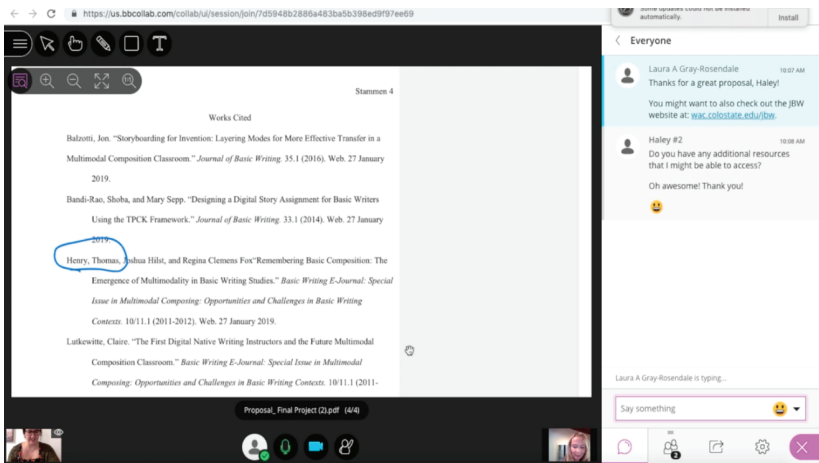 https://us.bbcollab.com/collab/ui/session/join/7d5948b2886a483ba5b398ed9f97ee69
Some updates could not be installed
automatically.
Install
T
Stammen 4
Works Cited
Balzotti, Jon. “Storyboarding for Invention: Layering Modes for More Effective Transfer in a
Multimodal Composition Classroom.” Journal of Basic Writing. 35.1 (2016). Web. 27 January
2019.
Bandi-Rao, Shoba, and Mary Sepp. “Designing a Digital Story Assignment for Basic Writers
Using the TPCK Framework.” Journal of Basic Writing. 33.1 (2014). Web. 27 January
2019.
Henry, Thomas, Joshua Hilst, and Regina Clemens Fox“Remembering Basic Composition: The
Emergence of Multimodality in Basic Writing Studies.” Basic Writing E-Journal: Special
Issue in Multimodal Composing: Opportunities and Challenges in Basic Writing
Contexts. 10/11.1 (2011-2012). Web. 27 January 2019.
Lutkewitte, Claire. “The First Digital Native Writing Instructors and the Future Multimodal
Composition Classroom.” Basic Writing E-Journal: Special Issue in Multimodal
Composing: Opportunities and Challenges in Basic Writing Contexts. 10/11.1 (2011-
Proposal_ Final Project (2).pdf (4/4)
Everyone
Laura A Gray-Rosendale 10:07 AM
Thanks for a great proposal, Haley!
You might want to also check out the JBW
website at: wac.colostate.edu/jbw.
Haley #2 10:08 AM
Do you have any additional resources
that I might be able to access?
Oh awesome! Thank you!
Laura A Gray-Rosendale is typing...
Say something
2